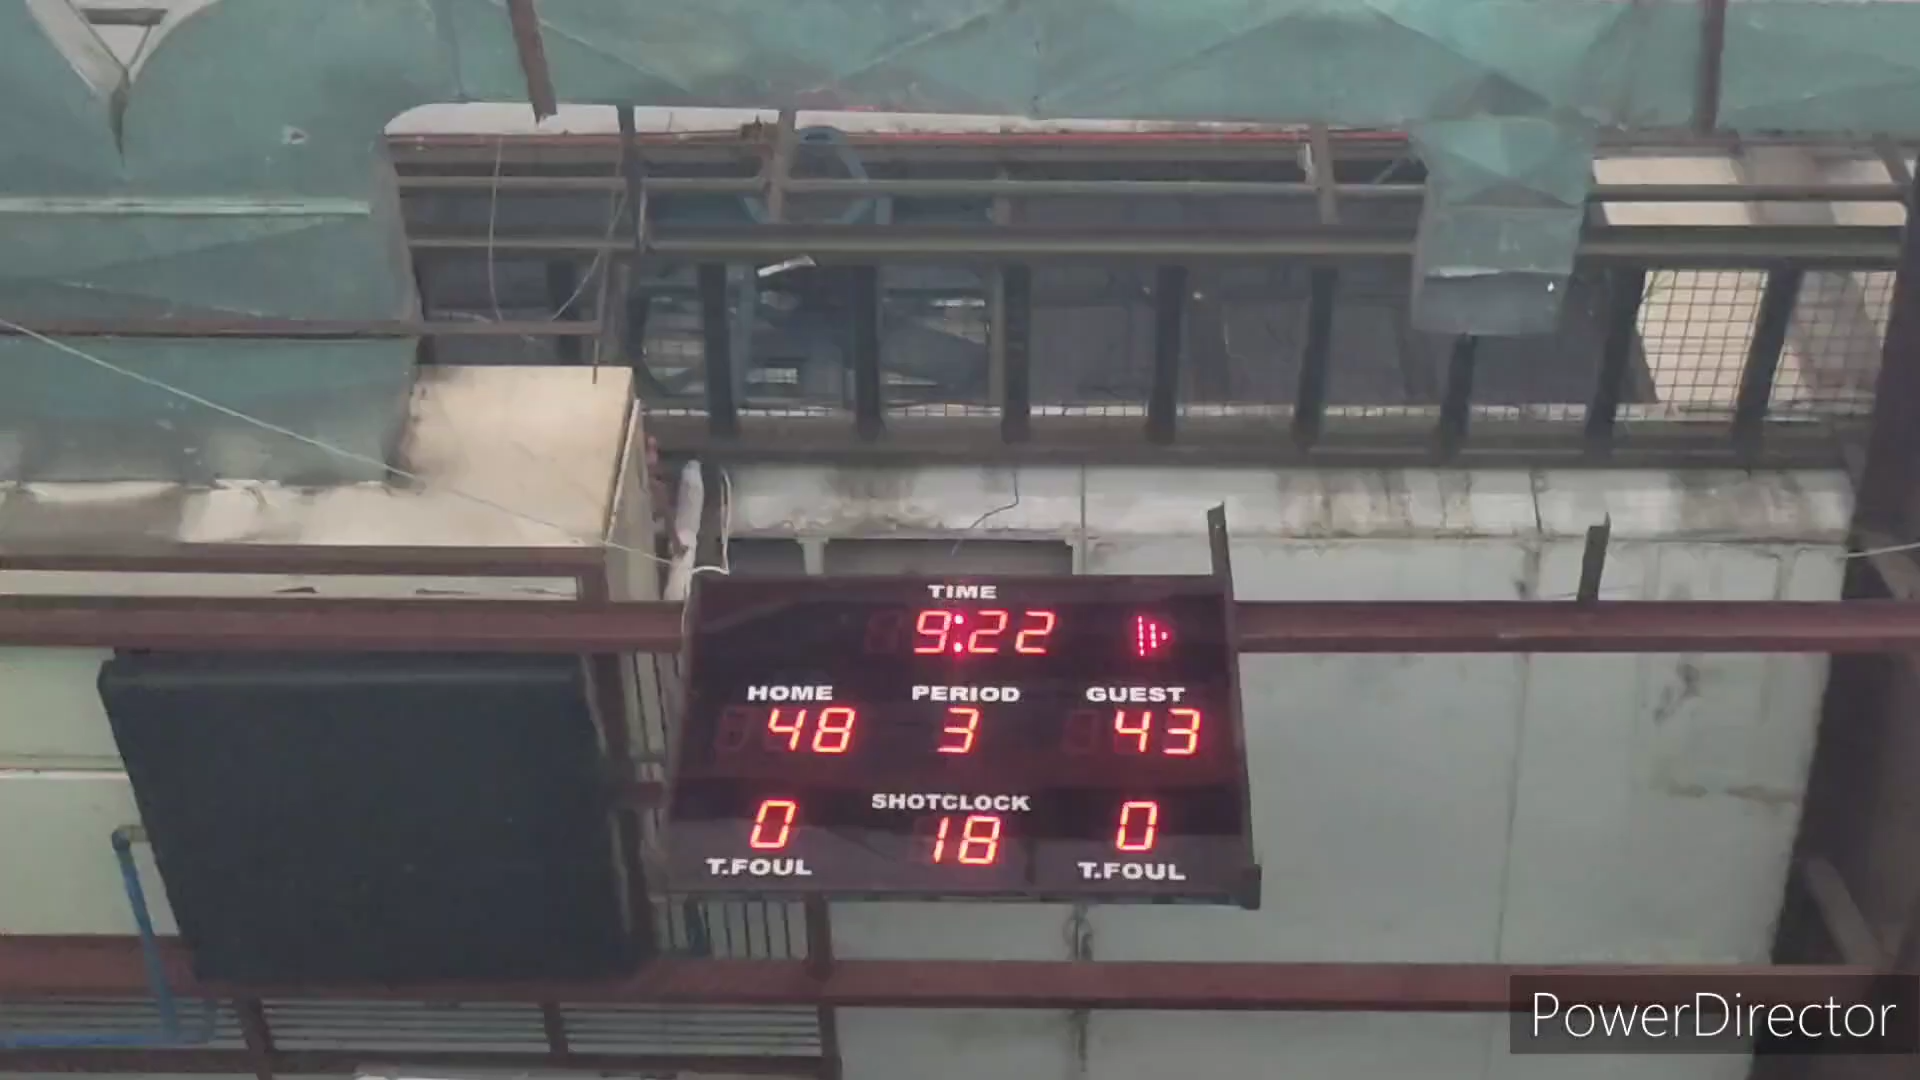 TIME
9:22
HOME PERIOD GUEST
48 3 43
SHOTCLOCK
0 18 0
T.FOUL T.FOUL
PowerDirector